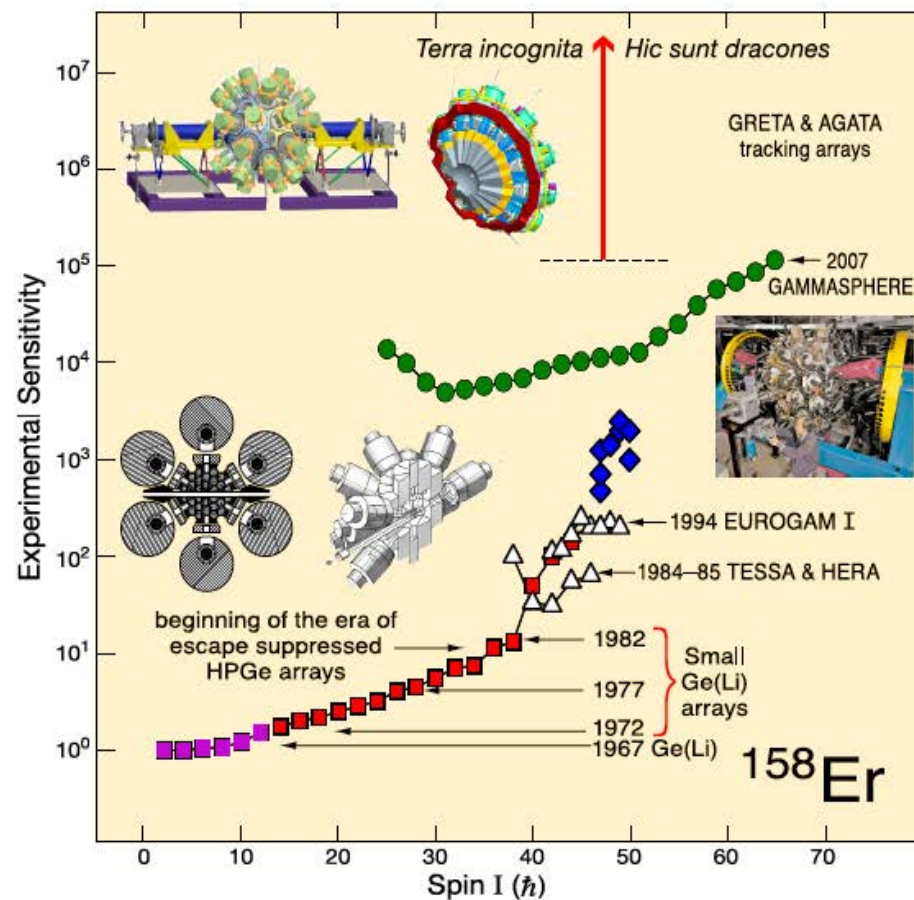 Terra incognita Hic sunt dracones
GRETA & AGATA
tracking arrays
2007
GAMMASPHERE
1994 EUROGAM I
1984–85 TESSA & HERA
beginning of the era of
escape suppressed
HPGe arrays
1982
1977
1972
Small
Ge(Li)
arrays
1967 Ge(Li)
¹⁵⁸Er
Experimental Sensitivity
10⁷
10⁶
10⁵
10⁴
10³
10²
10¹
10⁰
0 10 20 30 40 50 60 70
Spin I (ℏ)